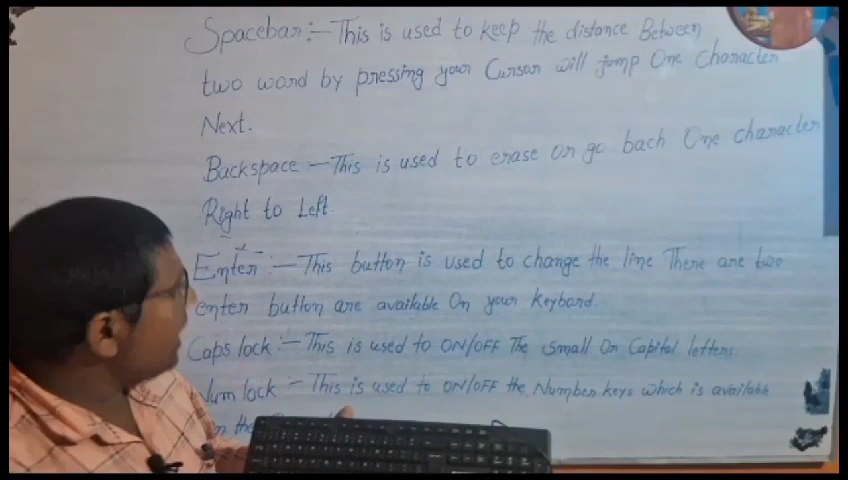 Spacebar:- This is used to keep the distance Between
two word by pressing your Cursor will jump One Character
Next.
Backspace :- This is used to erase or go bach One character
Right to Left.
Enter :- This button is used to change the line There are two
enter button are available On your Keybord.
Caps lock :- This is used to ON/OFF The Small Or Capital letters.
Num lock :- This is used to ON/OFF the Number keys which is available
the